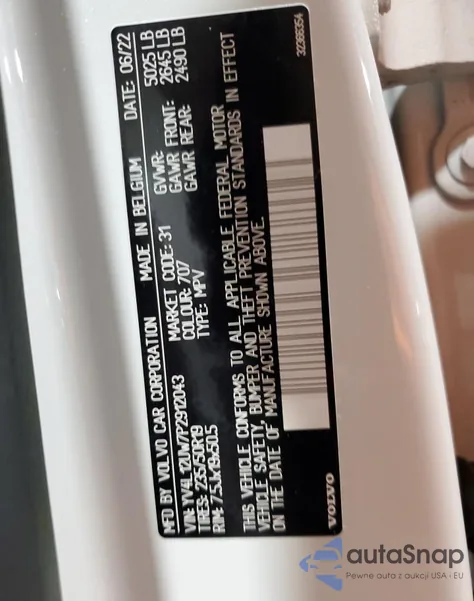 MFD BY VOLVO CAR CORPORATION MADE IN BELGIUM DATE: 06/22
VIN: YV4L12UW7P2912043 MARKET CODE: 31 GVWR: 5025 LB
TIRES: 235/50R19 COLOUR: 707 GAWR FRONT: 2645 LB
RIM: 7.5Jx19x50.5 TYPE: MPV GAWR REAR: 2490 LB
THIS VEHICLE CONFORMS TO ALL APPLICABLE FEDERAL MOTOR
VEHICLE SAFETY, BUMPER AND THEFT PREVENTION STANDARDS IN EFFECT
ON THE DATE OF MANUFACTURE SHOWN ABOVE.
VOLVO 32366354
autoSnap
Pewne auta z aukcji USA - EU